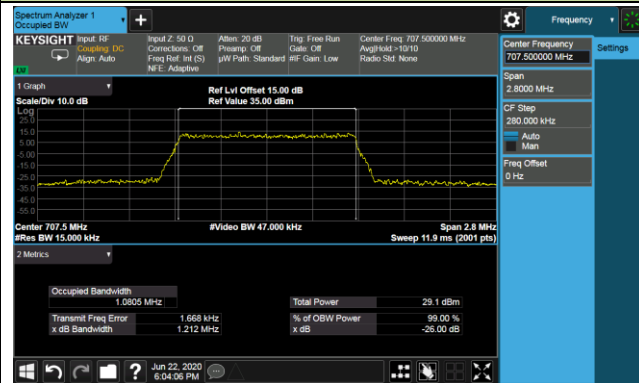 Spectrum Analyzer 1
Occupied BW
+
Frequency
KEYSIGHT
LXI
Input: RF
Coupling: DC
Align: Auto
Input Z: 50 Ω
Corrections: Off
Freq Ref: Int (S)
NFE: Adaptive
Atten: 20 dB
Preamp: Off
µW Path: Standard
Trig: Free Run
Gate: Off
#IF Gain: Low
Center Freq: 707.500000 MHz
Avg|Hold:>10/10
Radio Std: None
Center Frequency
707.500000 MHz
Settings
Span
2.8000 MHz
CF Step
280.000 kHz
Auto
Man
Freq Offset
0 Hz
1 Graph
Scale/Div 10.0 dB
Ref Lvl Offset 15.00 dB
Ref Value 35.00 dBm
Log
25.0
15.0
5.00
-5.00
-15.0
-25.0
-35.0
-45.0
-55.0
Center 707.5 MHz
#Res BW 15.000 kHz
#Video BW 47.000 kHz
Span 2.8 MHz
Sweep 11.9 ms (2001 pts)
2 Metrics
Occupied Bandwidth
1.0805 MHz
Total Power 29.1 dBm
Transmit Freq Error 1.668 kHz
% of OBW Power 99.00 %
x dB Bandwidth 1.212 MHz
x dB -26.00 dB
?
Jun 22, 2020
6:04:06 PM